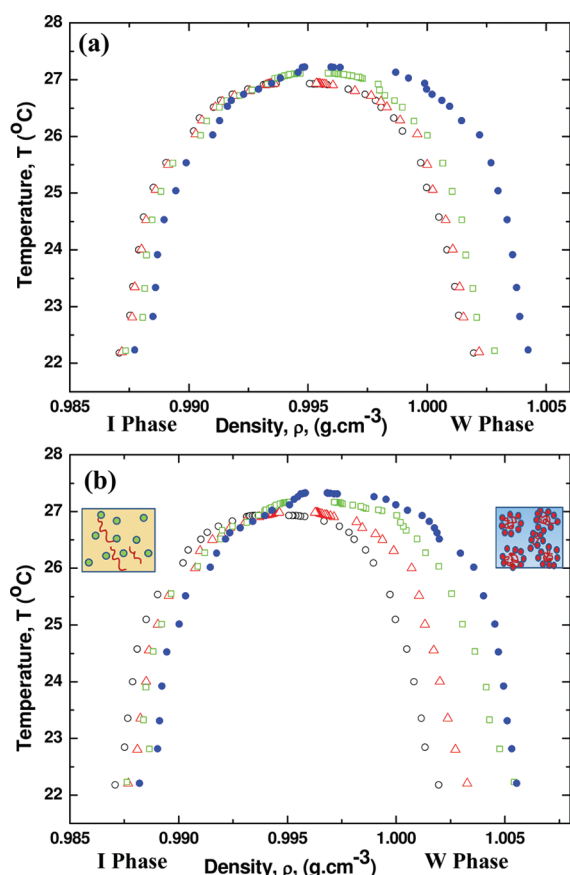 (a)
28
27
26
25
24
23
22
Temperature, T (°C)
0.985
0.990
0.995
1.000
1.005
I Phase
Density, ρ, (g.cm⁻³)
W Phase
(b)
28
27
26
25
24
23
22
21
Temperature, T (°C)
0.985
0.990
0.995
1.000
1.005
I Phase
Density, ρ, (g.cm⁻³)
W Phase